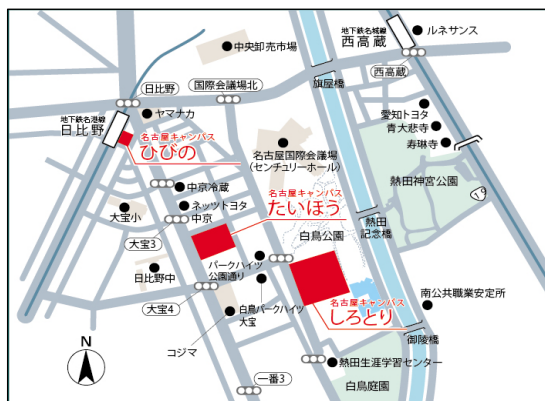 地下鉄名城線
西高蔵
ルネサンス
中央卸売市場
西高蔵
旗屋橋
国際会議場北
日比野
地下鉄名港線
日比野
ヤマナカ
名古屋キャンパス
ひびの
愛知トヨタ
青大悲寺
寿琳寺
名古屋国際会議場
(センチュリーホール)
熱田神宮公園
中京冷蔵
ネッツトヨタ
中京
大宝小
名古屋キャンパス
たいほう
大宝3
白鳥公園
熱田
記念橋
19
日比野中
パークハイツ
公園通り
白鳥パークハイツ
大宝
大宝4
名古屋キャンパス
しろとり
南公共職業安定所
コジマ
御陵橋
N
一番3
熱田生涯学習センター
白鳥庭園